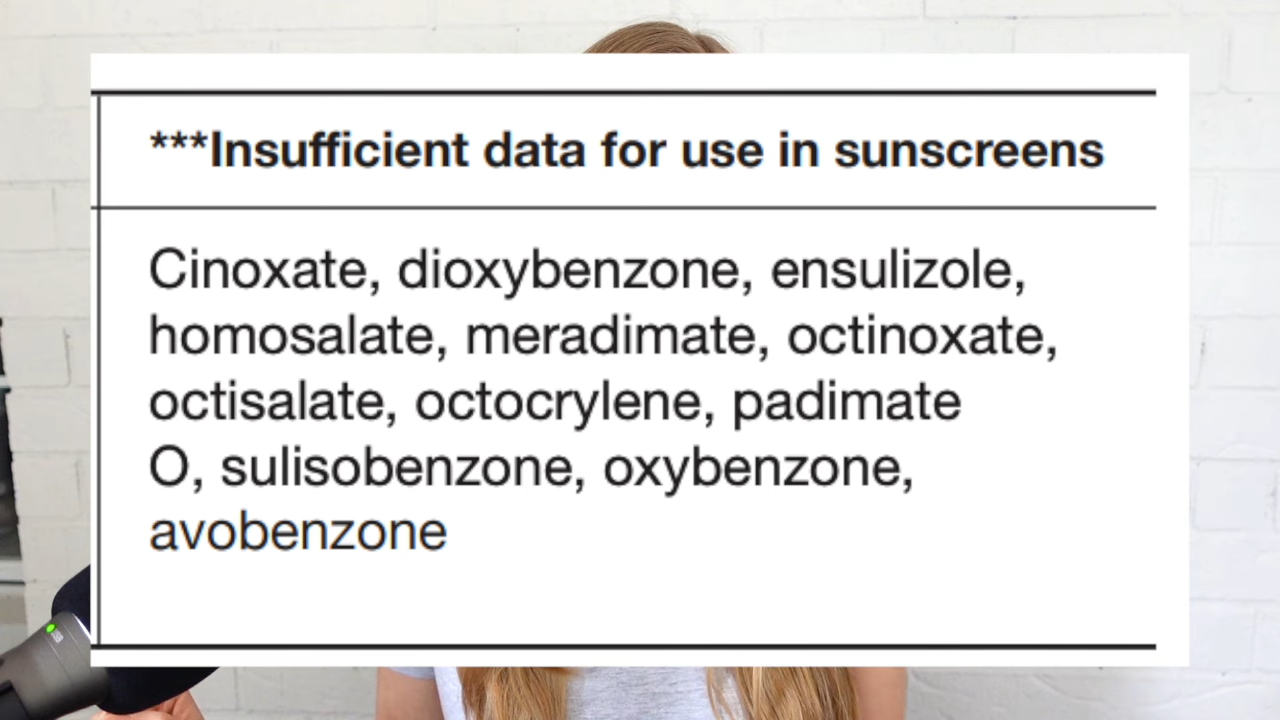 ***Insufficient data for use in sunscreens
Cinoxate, dioxybenzone, ensulizole,
homosalate, meradimate, octinoxate,
octisalate, octocrylene, padimate
O, sulisobenzone, oxybenzone,
avobenzone